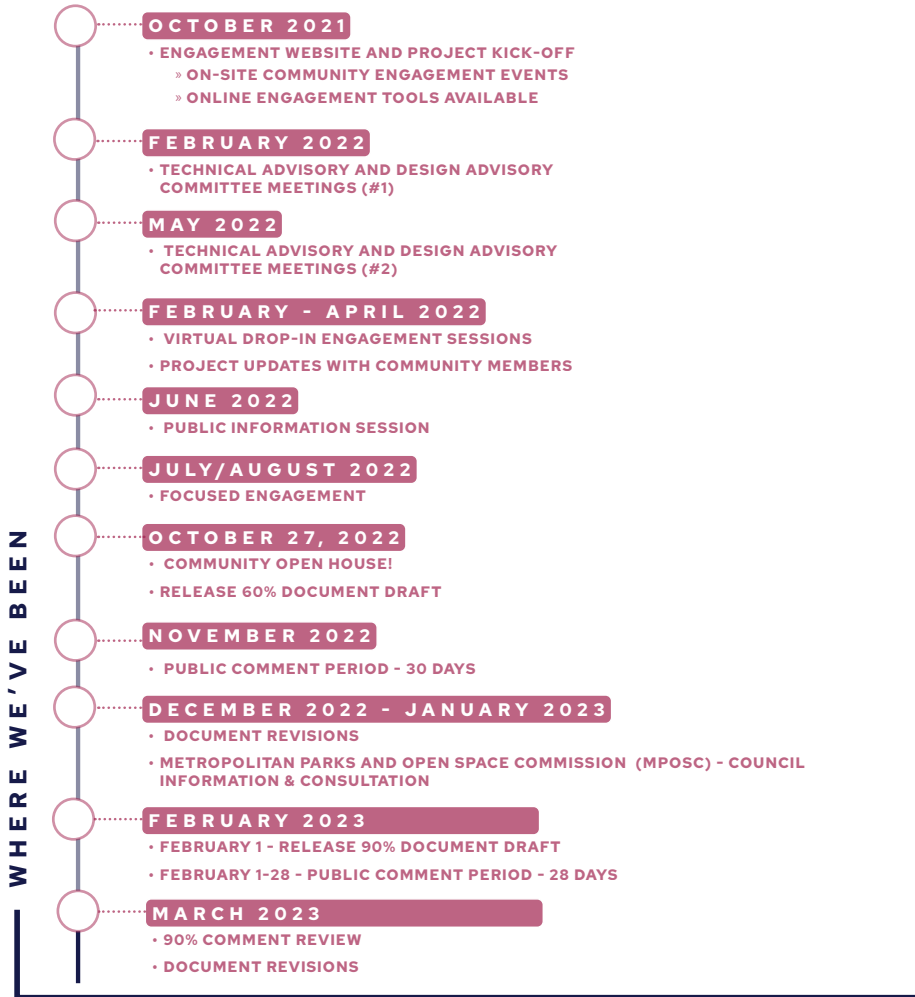 OCTOBER 2021
• ENGAGEMENT WEBSITE AND PROJECT KICK-OFF
» ON-SITE COMMUNITY ENGAGEMENT EVENTS
» ONLINE ENGAGEMENT TOOLS AVAILABLE
FEBRUARY 2022
• TECHNICAL ADVISORY AND DESIGN ADVISORY
COMMITTEE MEETINGS (#1)
MAY 2022
• TECHNICAL ADVISORY AND DESIGN ADVISORY
COMMITTEE MEETINGS (#2)
FEBRUARY - APRIL 2022
• VIRTUAL DROP-IN ENGAGEMENT SESSIONS
• PROJECT UPDATES WITH COMMUNITY MEMBERS
JUNE 2022
• PUBLIC INFORMATION SESSION
JULY/AUGUST 2022
• FOCUSED ENGAGEMENT
OCTOBER 27, 2022
• COMMUNITY OPEN HOUSE!
• RELEASE 60% DOCUMENT DRAFT
NOVEMBER 2022
• PUBLIC COMMENT PERIOD - 30 DAYS
DECEMBER 2022 - JANUARY 2023
• DOCUMENT REVISIONS
• METROPOLITAN PARKS AND OPEN SPACE COMMISSION (MPOSC) - COUNCIL
INFORMATION & CONSULTATION
FEBRUARY 2023
• FEBRUARY 1 - RELEASE 90% DOCUMENT DRAFT
• FEBRUARY 1-28 - PUBLIC COMMENT PERIOD - 28 DAYS
MARCH 2023
• 90% COMMENT REVIEW
• DOCUMENT REVISIONS
WHERE WE'VE BEEN